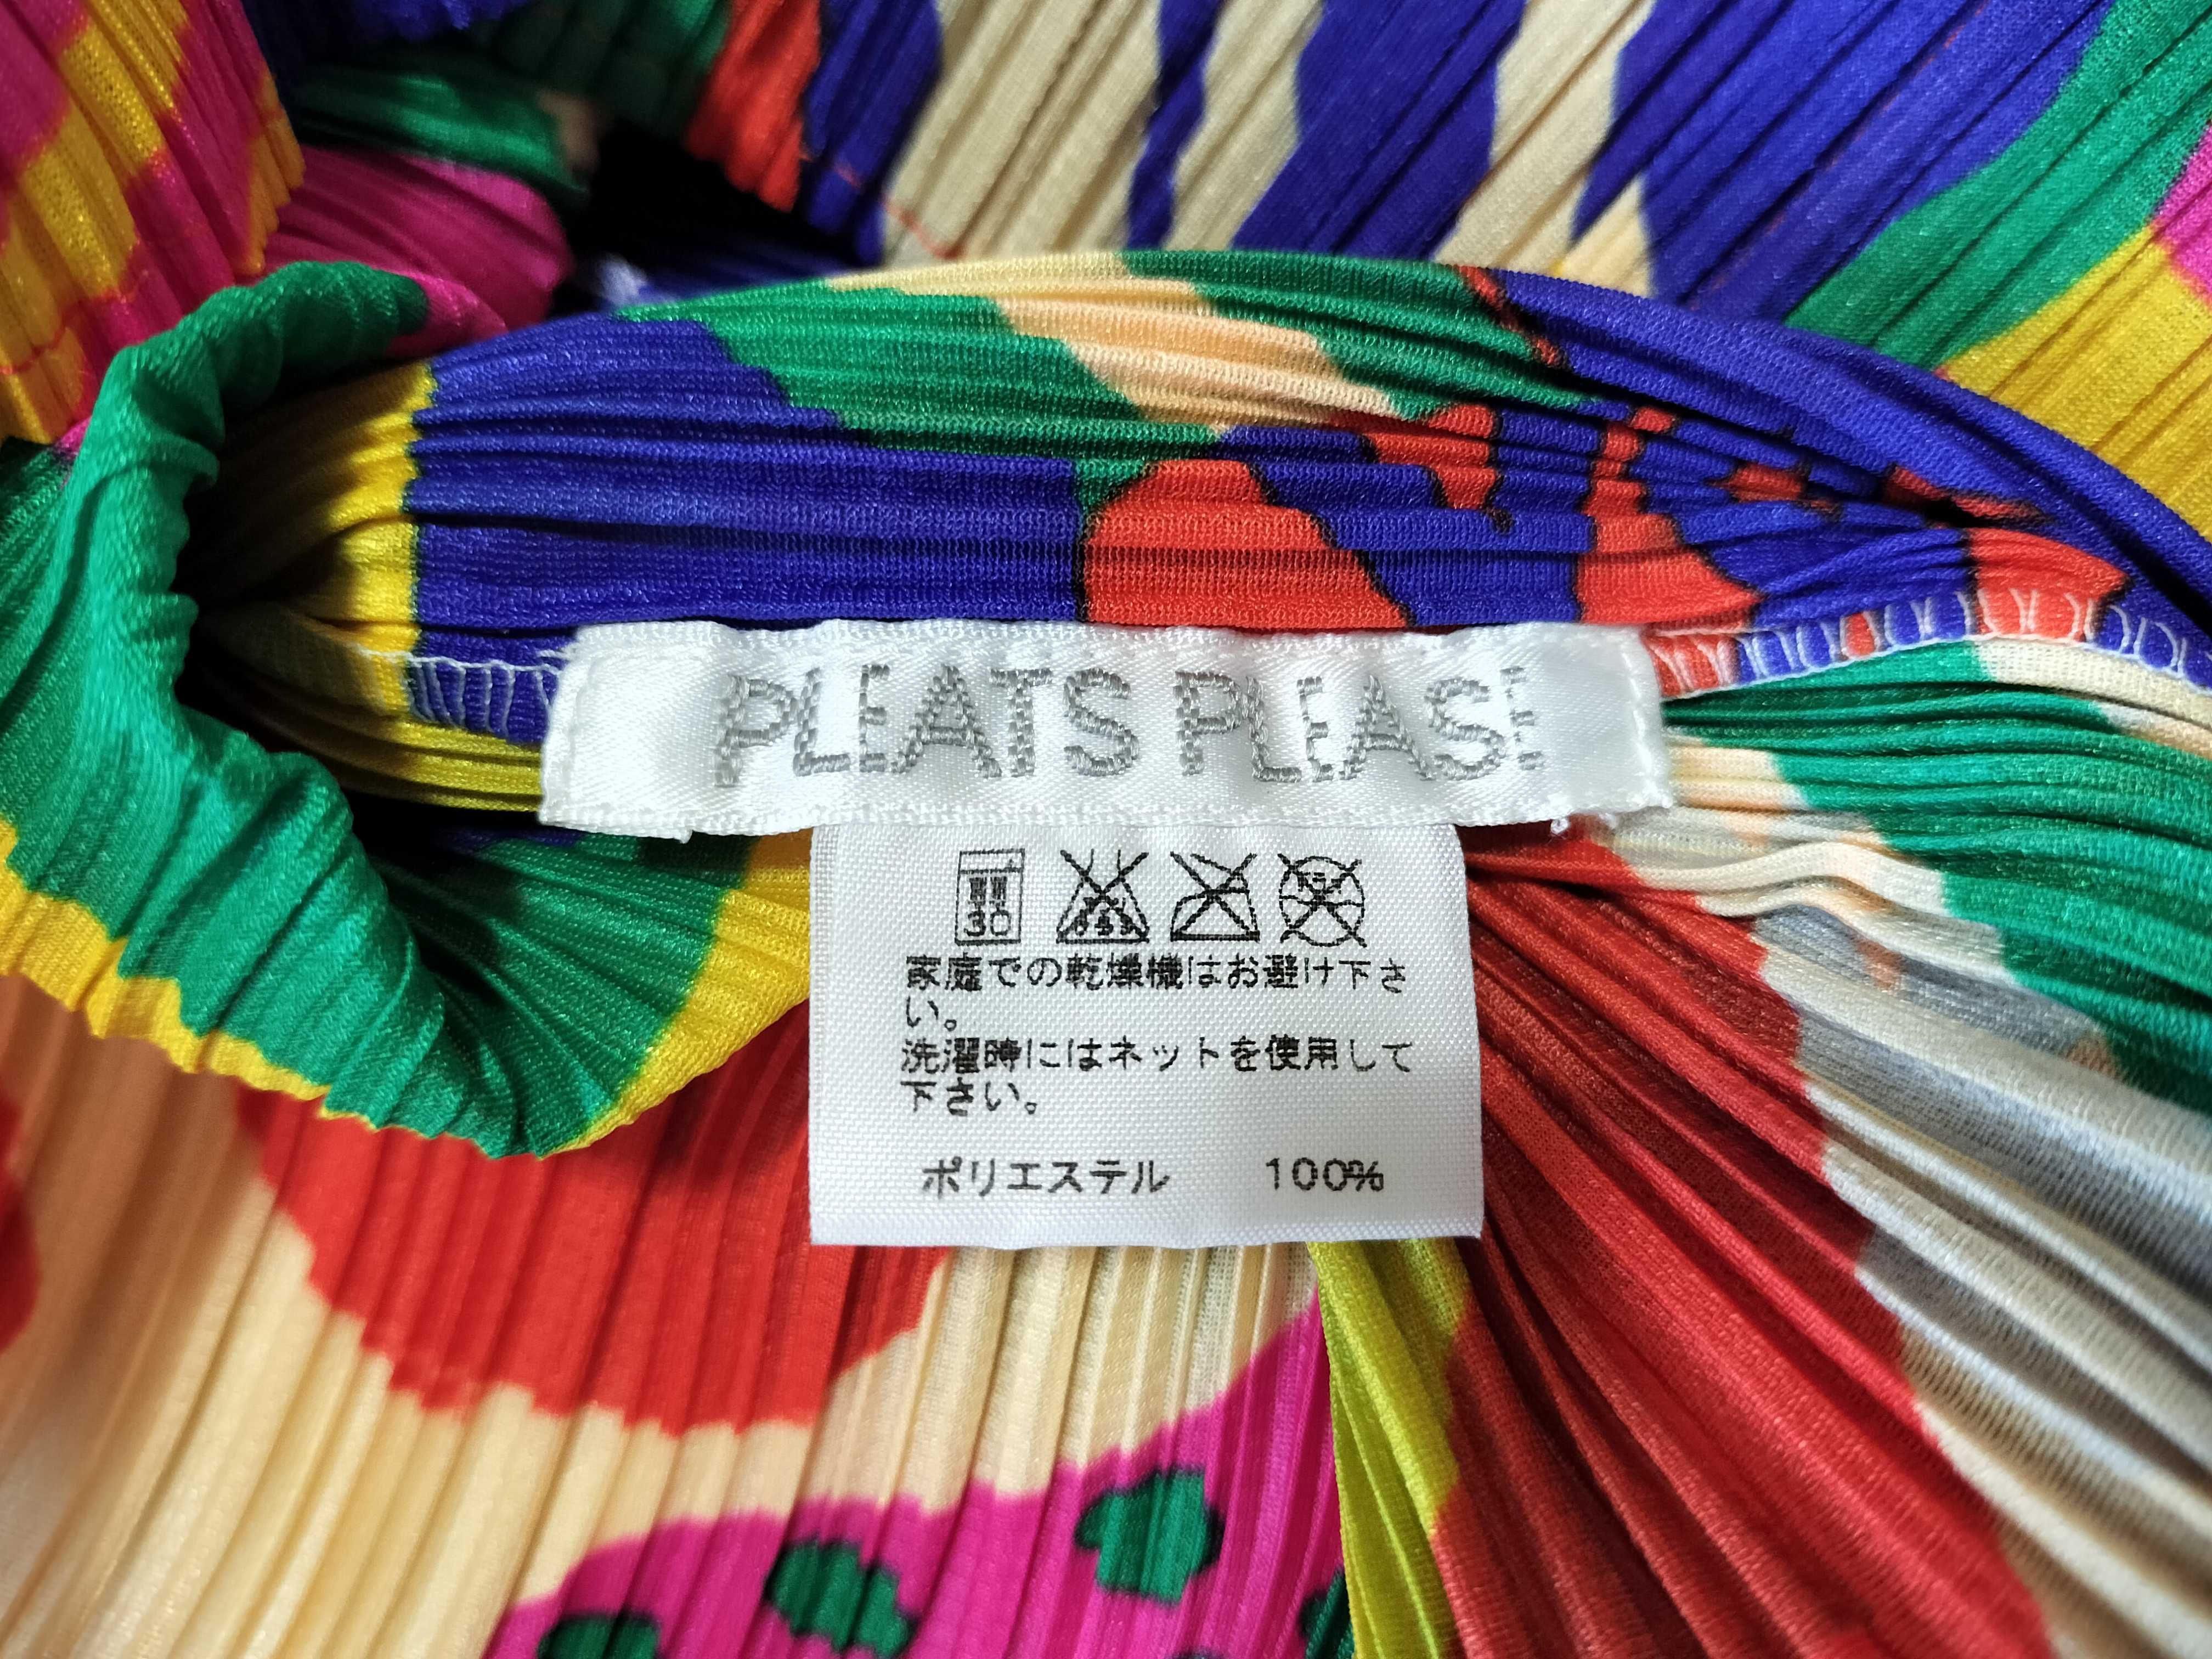 PLEATS PLEASE
30
家庭での乾燥機はお避け下さ
い。
洗濯時にはネットを使用して
下さい。
ポリエステル 100%